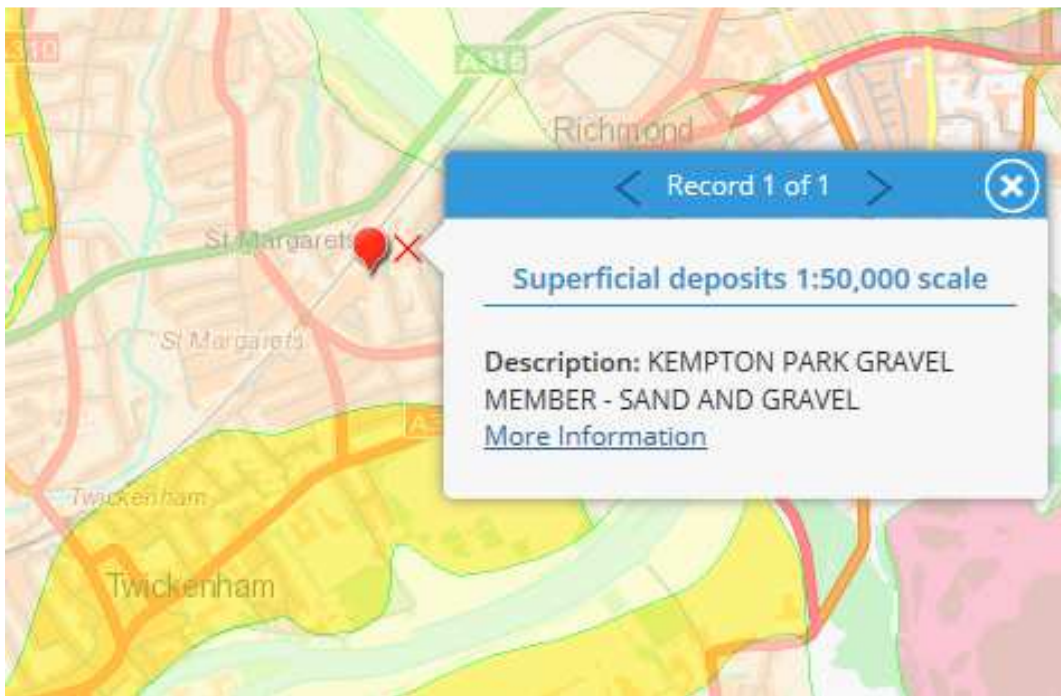 A310
A316
Richmond
Record 1 of 1
St Margarets
Superficial deposits 1:50,000 scale
St Margarets
Description: KEMPTON PARK GRAVEL
MEMBER - SAND AND GRAVEL
More Information
Twickenham
Twickenham